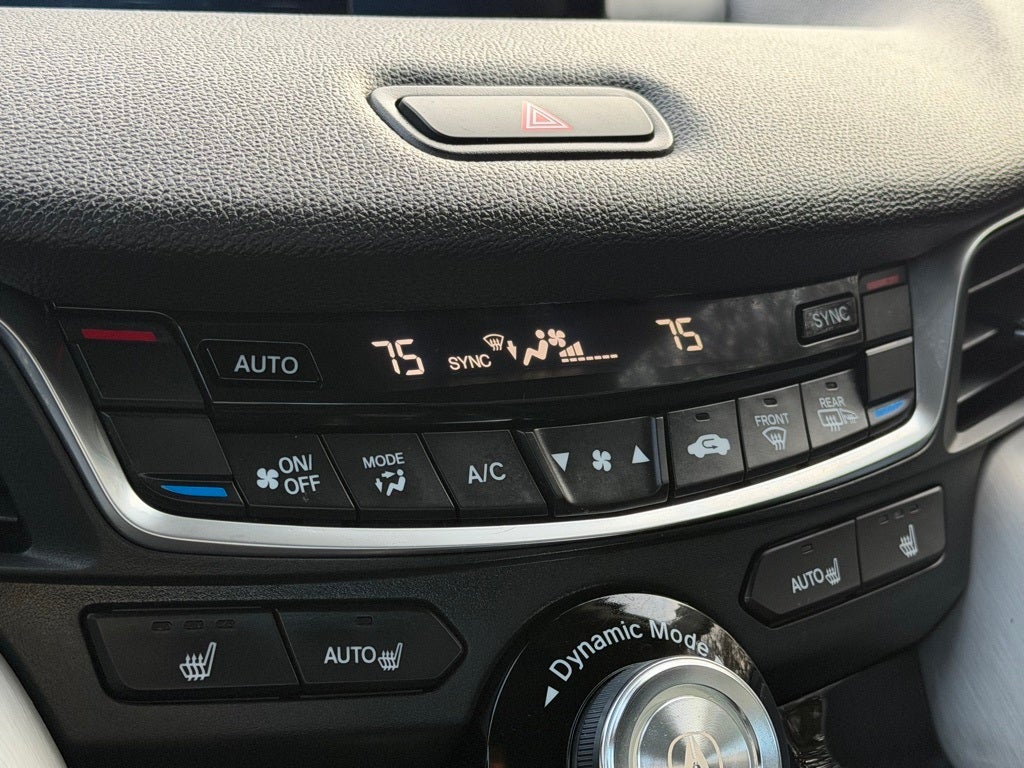 AUTO
75
SYNC
75
SYNC
ON/
OFF
MODE
A/C
FRONT
REAR
AUTO
AUTO
Dynamic Mode